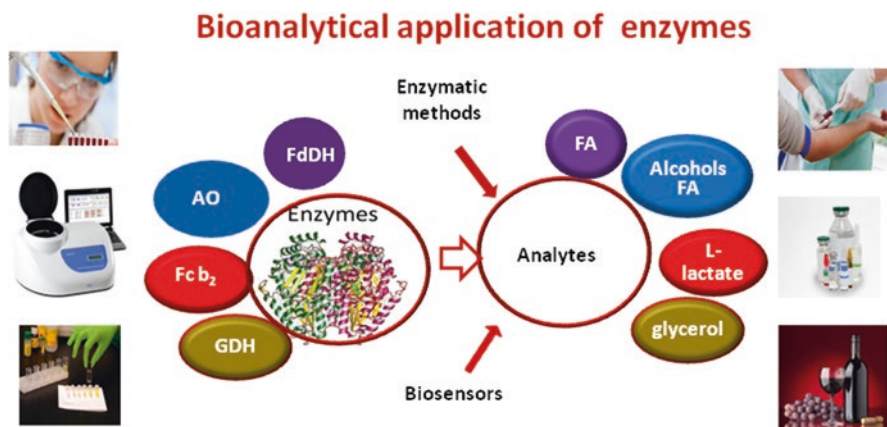 Bioanalytical application of enzymes
Enzymatic
methods
FdDH
FA
AO
Alcohols
FA
Enzymes
Analytes
Fc b₂
L-
lactate
GDH
glycerol
Biosensors